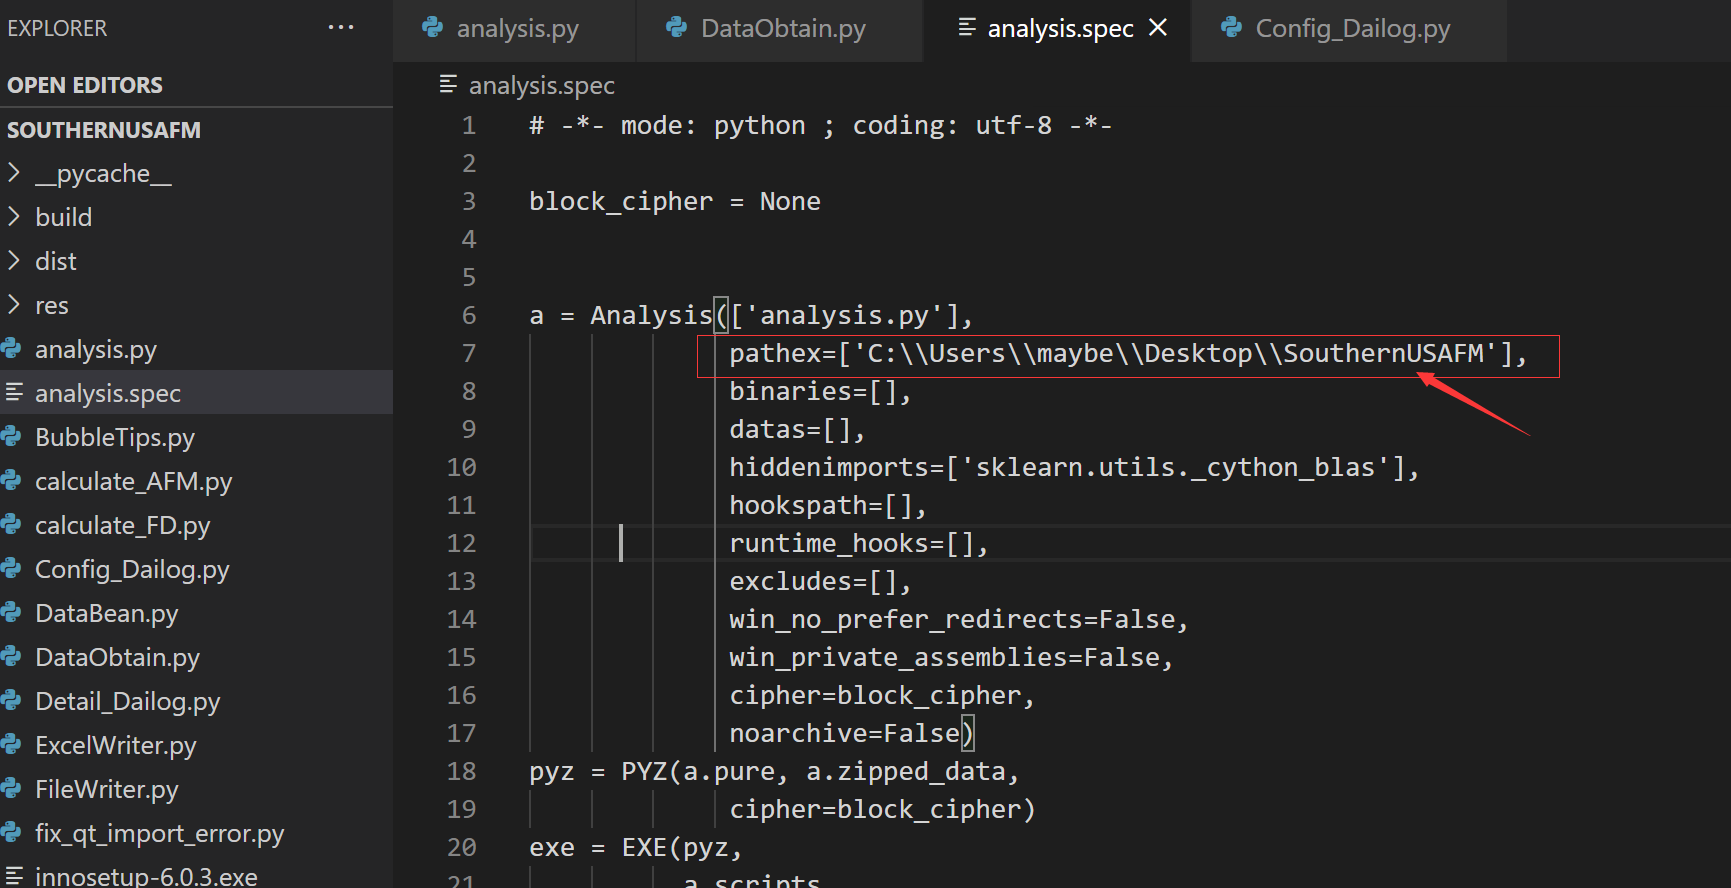 EXPLORER
...
OPEN EDITORS
SOUTHERNUSAFM
__pycache__
build
dist
res
analysis.py
analysis.spec
BubbleTips.py
calculate_AFM.py
calculate_FD.py
Config_Dailog.py
DataBean.py
DataObtain.py
Detail_Dailog.py
ExcelWriter.py
FileWriter.py
fix_qt_import_error.py
innosetup-6.0.3.exe
analysis.py
DataObtain.py
analysis.spec
Config_Dailog.py
analysis.spec
1 # -*- mode: python ; coding: utf-8 -*-
2
3 block_cipher = None
4
5
6 a = Analysis(['analysis.py'],
7 pathex=['C:\\Users\\maybe\\Desktop\\SouthernUSAFM'],
8 binaries=[],
9 datas=[],
10 hiddenimports=['sklearn.utils._cython_blas'],
11 hookspath=[],
12 runtime_hooks=[],
13 excludes=[],
14 win_no_prefer_redirects=False,
15 win_private_assemblies=False,
16 cipher=block_cipher,
17 noarchive=False)
18 pyz = PYZ(a.pure, a.zipped_data,
19 cipher=block_cipher)
20 exe = EXE(pyz,
21 a.scripts,